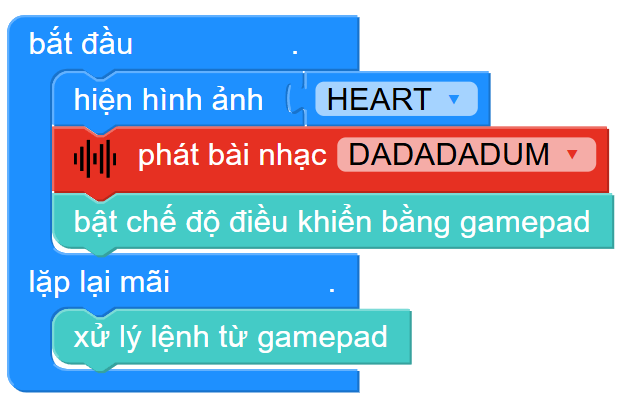 bắt đầu .
hiện hình ảnh HEART
phát bài nhạc DADADADUM
bật chế độ điều khiển bằng gamepad
lặp lại mãi .
xử lý lệnh từ gamepad